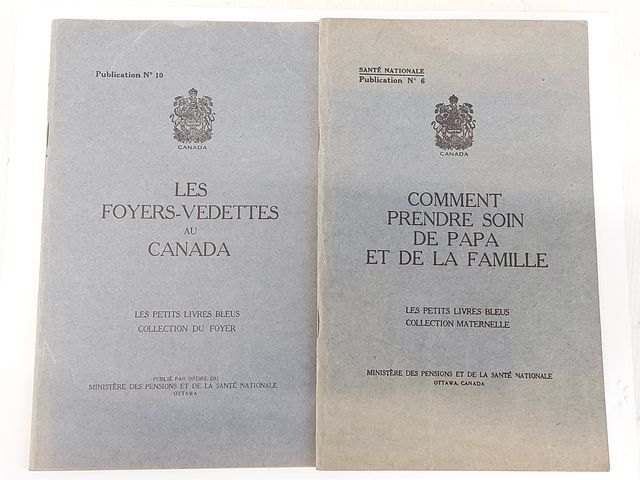 Publication N° 10
CANADA
LES
FOYERS-VEDETTES
AU
CANADA
LES PETITS LIVRES BLEUS
COLLECTION DU FOYER
PUBLIÉ PAR ORDRE DU
MINISTÈRE DES PENSIONS ET DE LA SANTÉ NATIONALE,
OTTAWA
SANTÉ NATIONALE
Publication N° 6
CANADA
COMMENT
PRENDRE SOIN
DE PAPA
ET DE LA FAMILLE
LES PETITS LIVRES BLEUS
COLLECTION MATERNELLE
MINISTÈRE DES PENSIONS ET DE LA SANTÉ NATIONALE
OTTAWA, CANADA